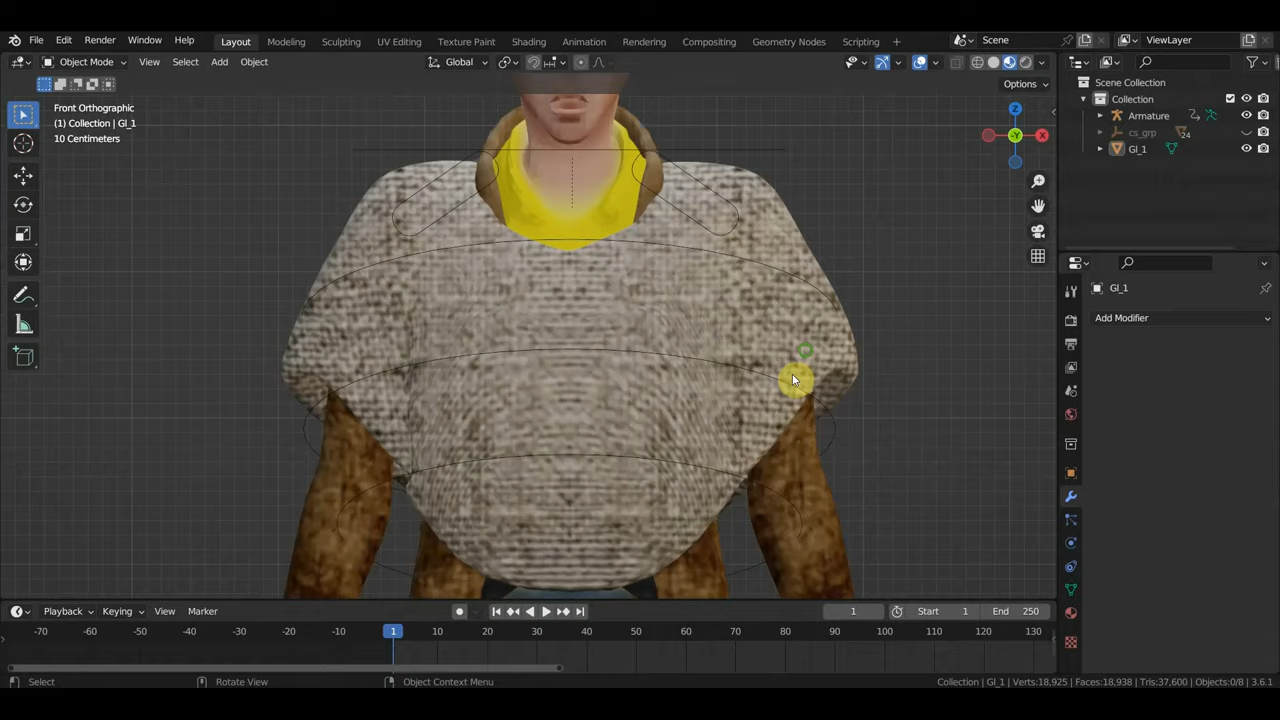 File Edit Render Window Help Layout Modeling Sculpting UV Editing Texture Paint Shading Animation Rendering Compositing Geometry Nodes Scripting + Scene ViewLayer
Object Mode View Select Add Object Global
Options
Front Orthographic
(1) Collection | Gl_1
10 Centimeters
Z
X
-Y
Scene Collection
Collection
Armature
cs_grp 24
Gl_1
Gl_1
Add Modifier
Playback Keying View Marker 1 Start 1 End 250
-70 -60 -50 -40 -30 -20 -10 1 10 20 30 40 50 60 70 80 90 100 110 120 130
Select Rotate View Object Context Menu Collection | Gl_1 | Verts:18,925 | Faces:18,938 | Tris:37,600 | Objects:0/8 | 3.6.1